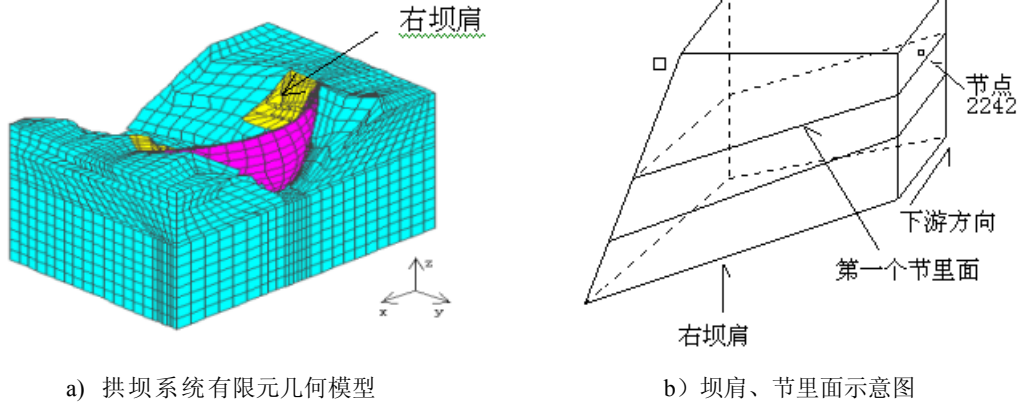 右坝肩
z
x
y
a) 拱坝系统有限元几何模型
节点
2242
下游方向
第一个节里面
右坝肩
b）坝肩、节里面示意图